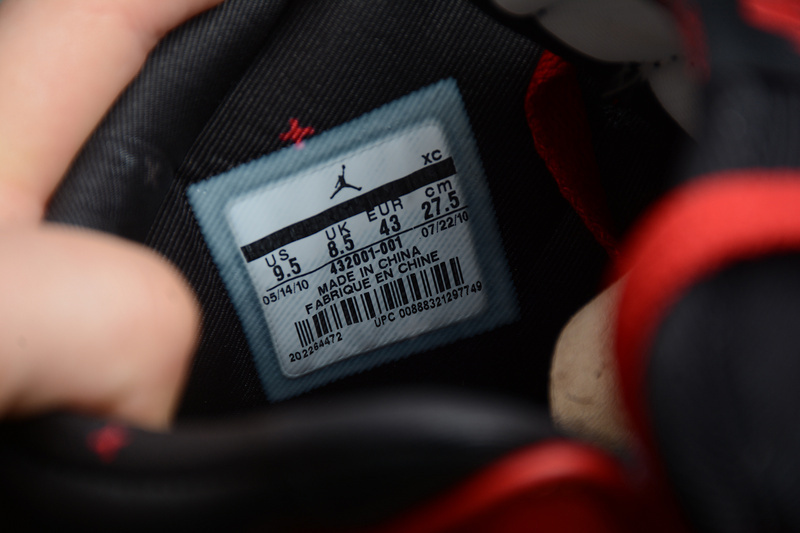 XC
US UK EUR cm
9.5 8.5 43 27.5
05/14/10 432001-001 07/22/10
MADE IN CHINA
FABRIQUE EN CHINE
202264472 UPC 00888321297749